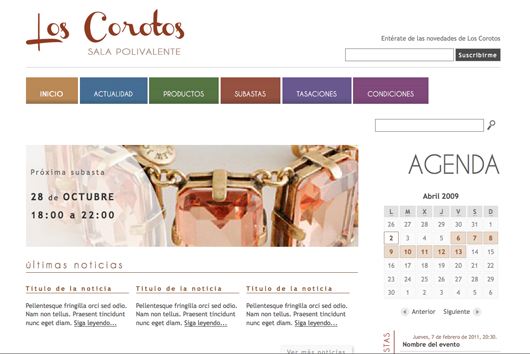 Los Corotos
SALA POLIVALENTE
Entérate de las novedades de Los Corotos
Suscribirme
INICIO
ACTUALIDAD
PRODUCTOS
SUBASTAS
TASACIONES
CONDICIONES
Próxima subasta
28 de OCTUBRE
18:00 a 22:00
últimas noticias
Título de la noticia
Pellentesque fringilla orci sed odio.
Nam non tellus. Praesent tincidunt
nunc eget diam. Siga leyendo...
Título de la noticia
Pellentesque fringilla orci sed odio.
Nam non tellus. Praesent tincidunt
nunc eget diam. Siga leyendo...
Título de la noticia
Pellentesque fringilla orci sed odio.
Nam non tellus. Praesent tincidunt
nunc eget diam. Siga leyendo...
Ver más noticias
AGENDA
Abril 2009
L M X J V S D
26 27 28 29 30 31 1
2 3 4 5 6 7 8
9 10 11 12 13 14 15
16 17 18 19 20 21 22
23 24 25 26 27 28 29
30 1 2 3 4 5 6
Anterior Siguiente
Jueves, 7 de febrero de 2011, 20:30.
Nombre del evento